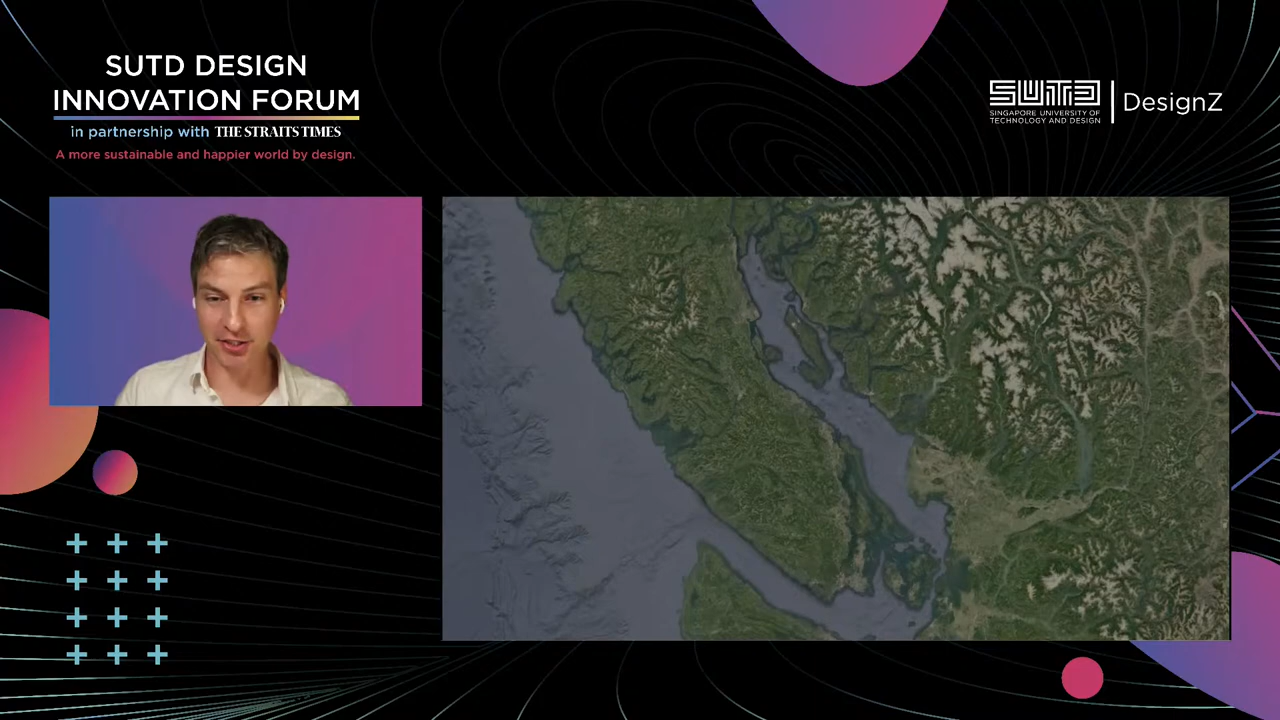 SUTD DESIGN
INNOVATION FORUM
in partnership with THE STRAITS TIMES
A more sustainable and happier world by design.
SUTD
SINGAPORE UNIVERSITY OF
TECHNOLOGY AND DESIGN
DesignZ